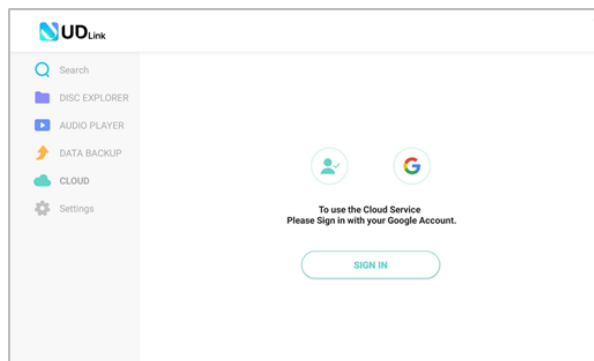 UDLink
Search
DISC EXPLORER
AUDIO PLAYER
DATA BACKUP
CLOUD
Settings
G
To use the Cloud Service
Please Sign in with your Google Account.
SIGN IN